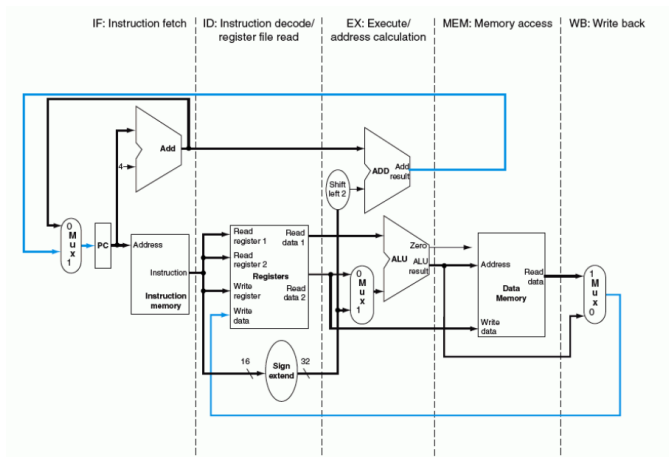 IF: Instruction fetch
ID: Instruction decode/
register file read
EX: Execute/
address calculation
MEM: Memory access
WB: Write back
Add
4
ADD
Add
result
Shift
left 2
0
M
u
x
1
PC
Address
Instruction
Instruction
memory
Read
register 1
Read
data 1
Read
register 2
Registers
Write
register
Read
data 2
Write
data
0
M
u
x
1
Zero
ALU
ALU
result
Address
Read
data
Data
Memory
Write
data
1
M
u
x
0
16
Sign
extend
32